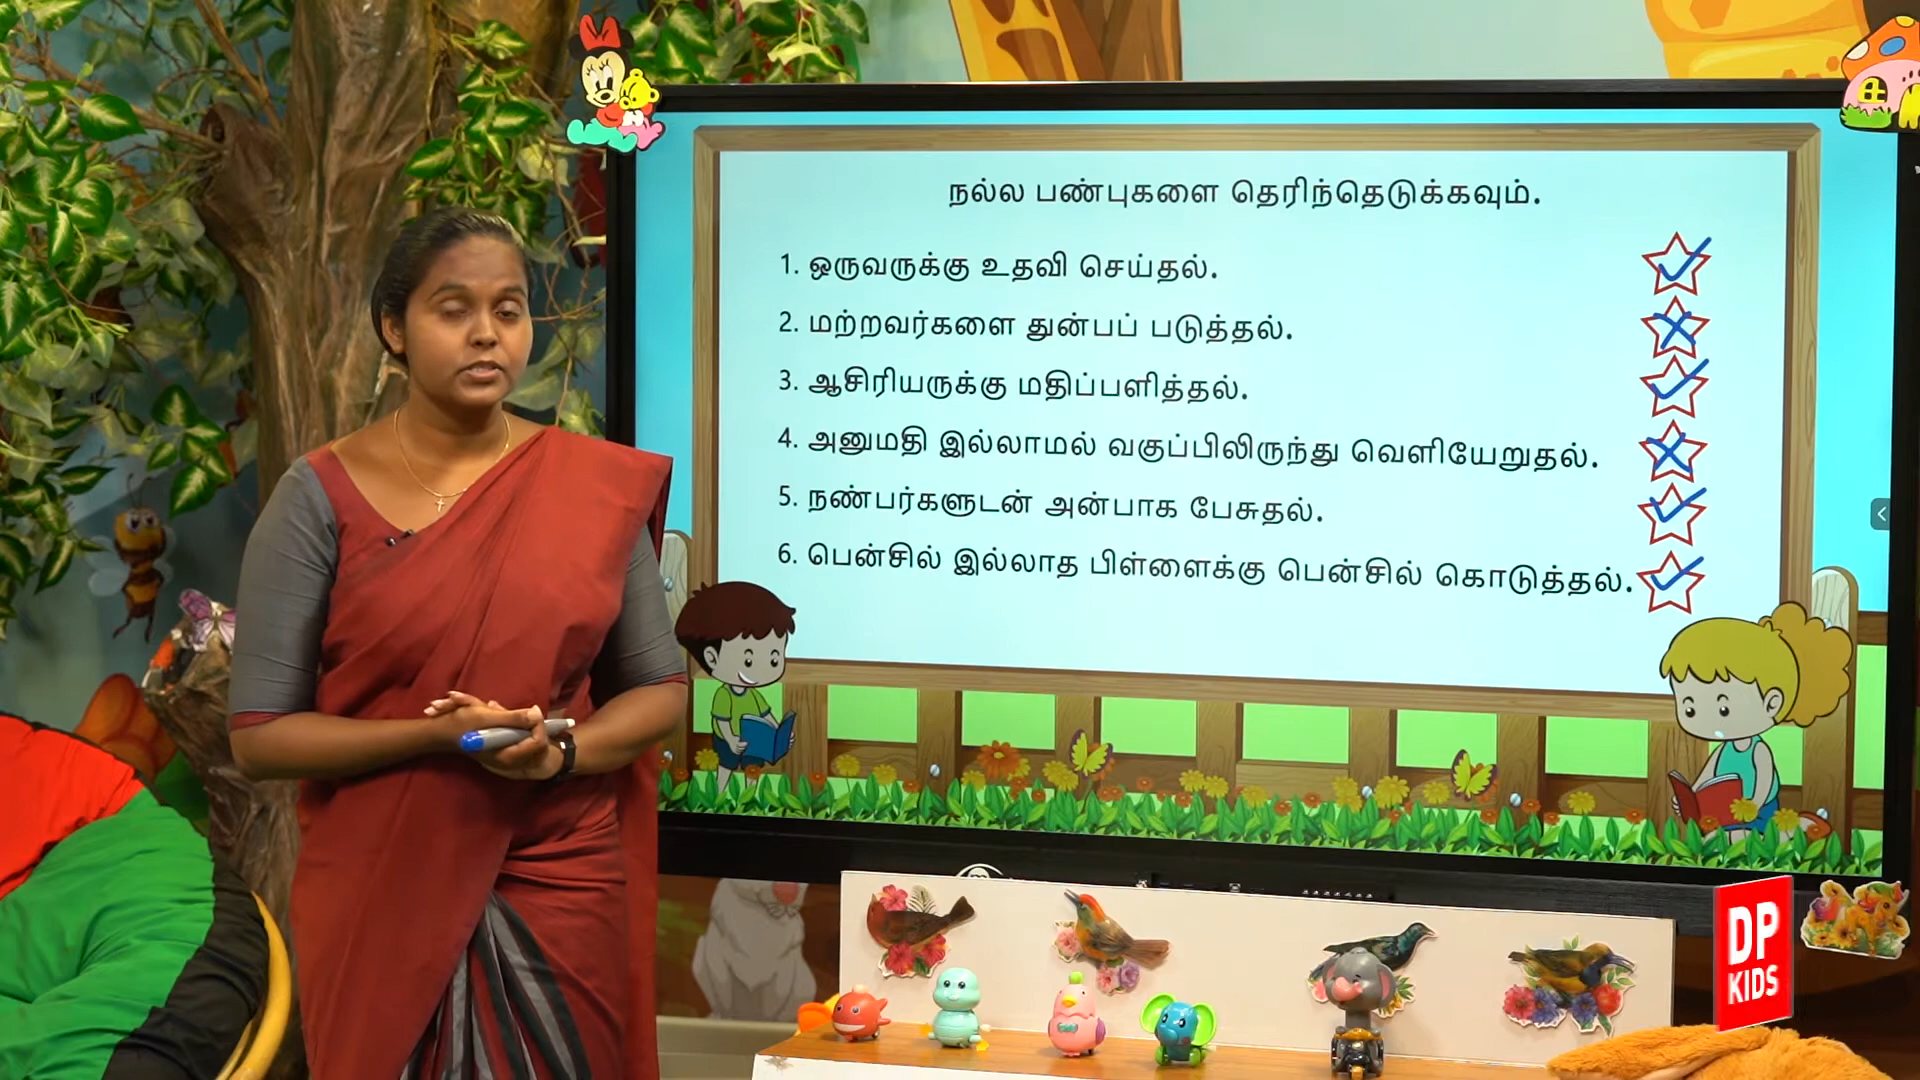 நல்ல பண்புகளை தெரிந்தெடுக்கவும்.
1. ஒருவருக்கு உதவி செய்தல்.
2. மற்றவர்களை துன்பப் படுத்தல்.
3. ஆசிரியருக்கு மதிப்பளித்தல்.
4. அனுமதி இல்லாமல் வகுப்பிலிருந்து வெளியேறுதல்.
5. நண்பர்களுடன் அன்பாக பேசுதல்.
6. பென்சில் இல்லாத பிள்ளைக்கு பென்சில் கொடுத்தல்.
DP
KIDS